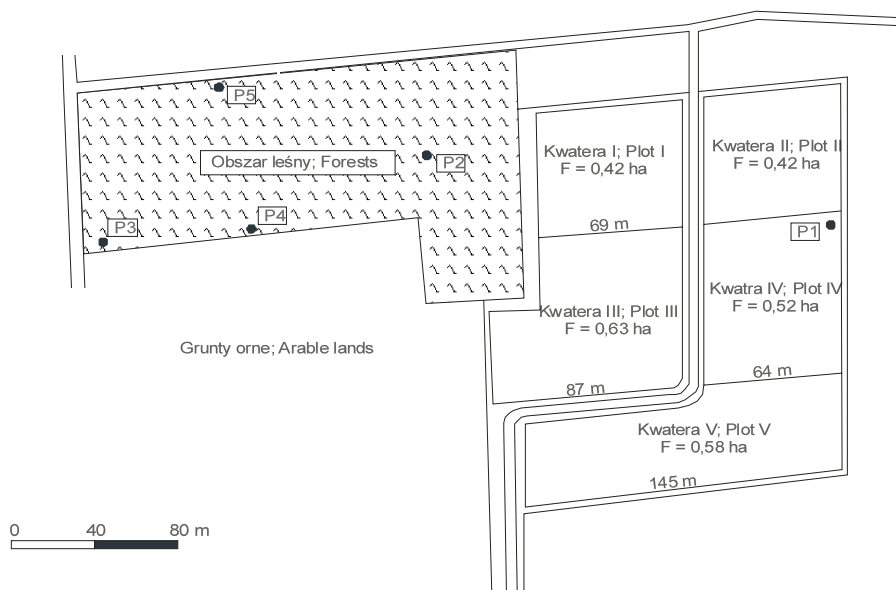 P5
Obszar leśny; Forests
P2
P4
P3
Kwatera I; Plot I
F = 0,42 ha
69 m
Kwatera II; Plot II
F = 0,42 ha
P1
Kwatera III; Plot III
F = 0,63 ha
87 m
Kwatra IV; Plot IV
F = 0,52 ha
64 m
Grunty orne; Arable lands
Kwatera V; Plot V
F = 0,58 ha
145 m
0 40 80 m